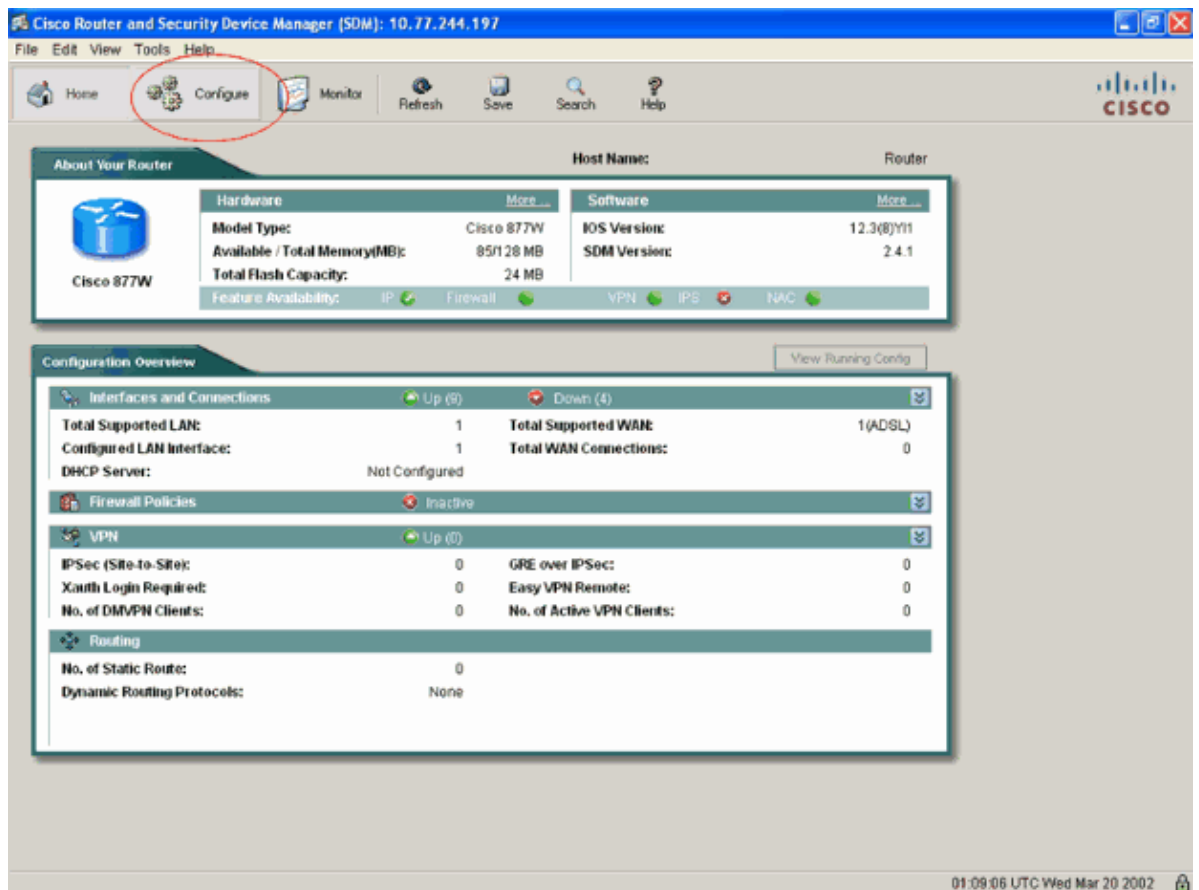 Cisco Router and Security Device Manager (SDM): 10.77.244.197
File Edit View Tools Help
Home Configure Monitor Refresh Save Search Help
CISCO
About Your Router
Host Name: Router
Hardware More ... Software More ...
Model Type: Cisco 877W IOS Version: 12.3(8)YI1
Available / Total Memory(MB): 85/128 MB SDM Version: 2.4.1
Total Flash Capacity: 24 MB
Cisco 877W
Feature Availability: IP Firewall VPN IPS NAC
Configuration Overview
View Running Config
Interfaces and Connections Up (9) Down (4)
Total Supported LAN: 1 Total Supported WAN: 1(ADSL)
Configured LAN Interface: 1 Total WAN Connections: 0
DHCP Server: Not Configured
Firewall Policies Inactive
VPN Up (0)
IPSec (Site-to-Site): 0 GRE over IPSec: 0
Xauth Login Required: 0 Easy VPN Remote: 0
No. of DMVPN Clients: 0 No. of Active VPN Clients: 0
Routing
No. of Static Route: 0
Dynamic Routing Protocols: None
01:09:06 UTC Wed Mar 20 2002